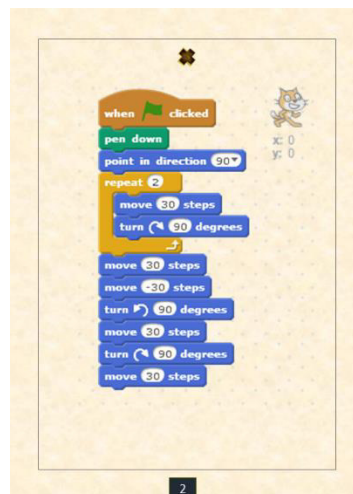 when clicked
x: 0
y: 0
pen down
point in direction 90
repeat 2
move 30 steps
turn 90 degrees
move 30 steps
move -30 steps
turn 90 degrees
move 30 steps
turn 90 degrees
move 30 steps
2